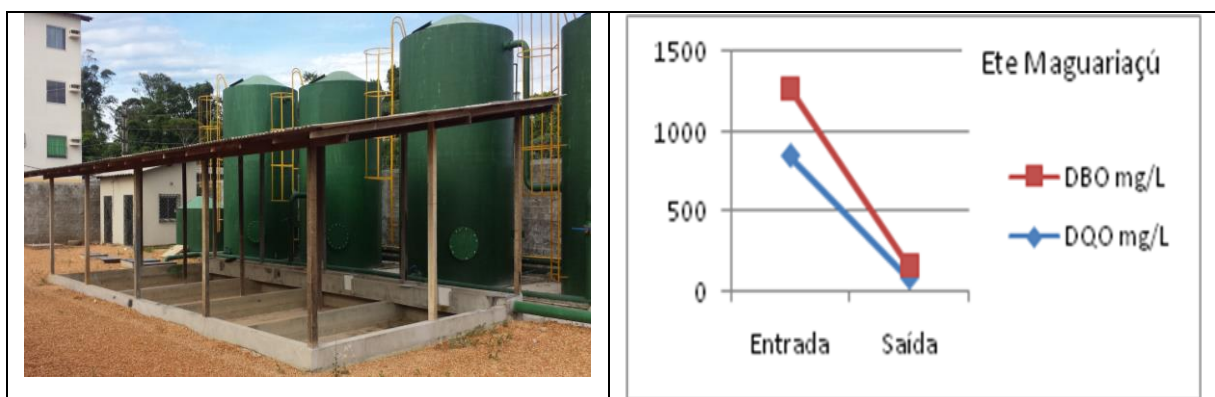 1500
Ete Maguariaçú
1000
DBO mg/L
500
DQO mg/L
0
Entrada Saída